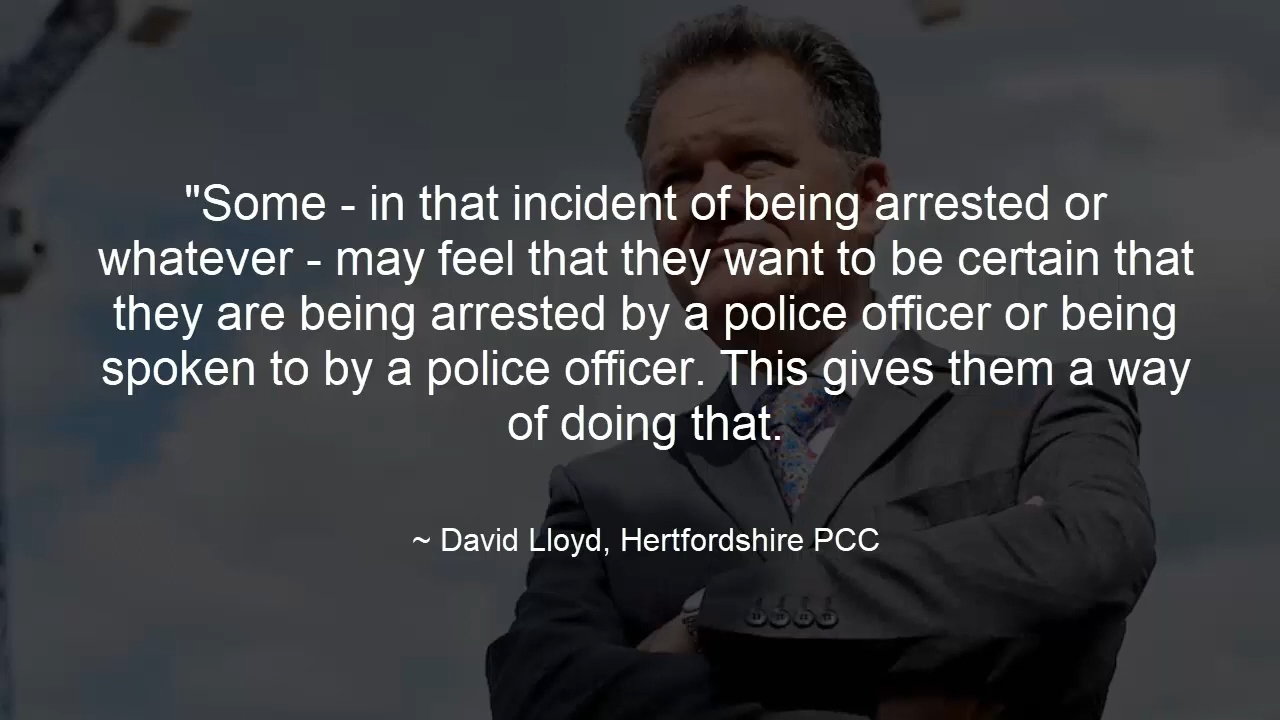 "Some - in that incident of being arrested or
whatever - may feel that they want to be certain that
they are being arrested by a police officer or being
spoken to by a police officer. This gives them a way
of doing that.
~ David Lloyd, Hertfordshire PCC